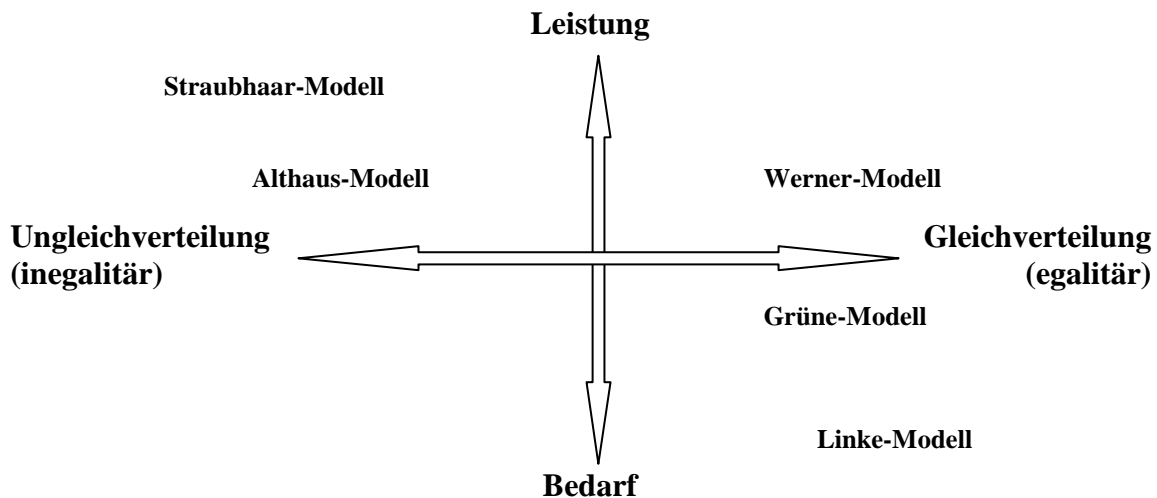 Leistung
Straubhaar-Modell
Althaus-Modell
Werner-Modell
Ungleichverteilung
(inegalitär)
Gleichverteilung
(egalitär)
Grüne-Modell
Linke-Modell
Bedarf